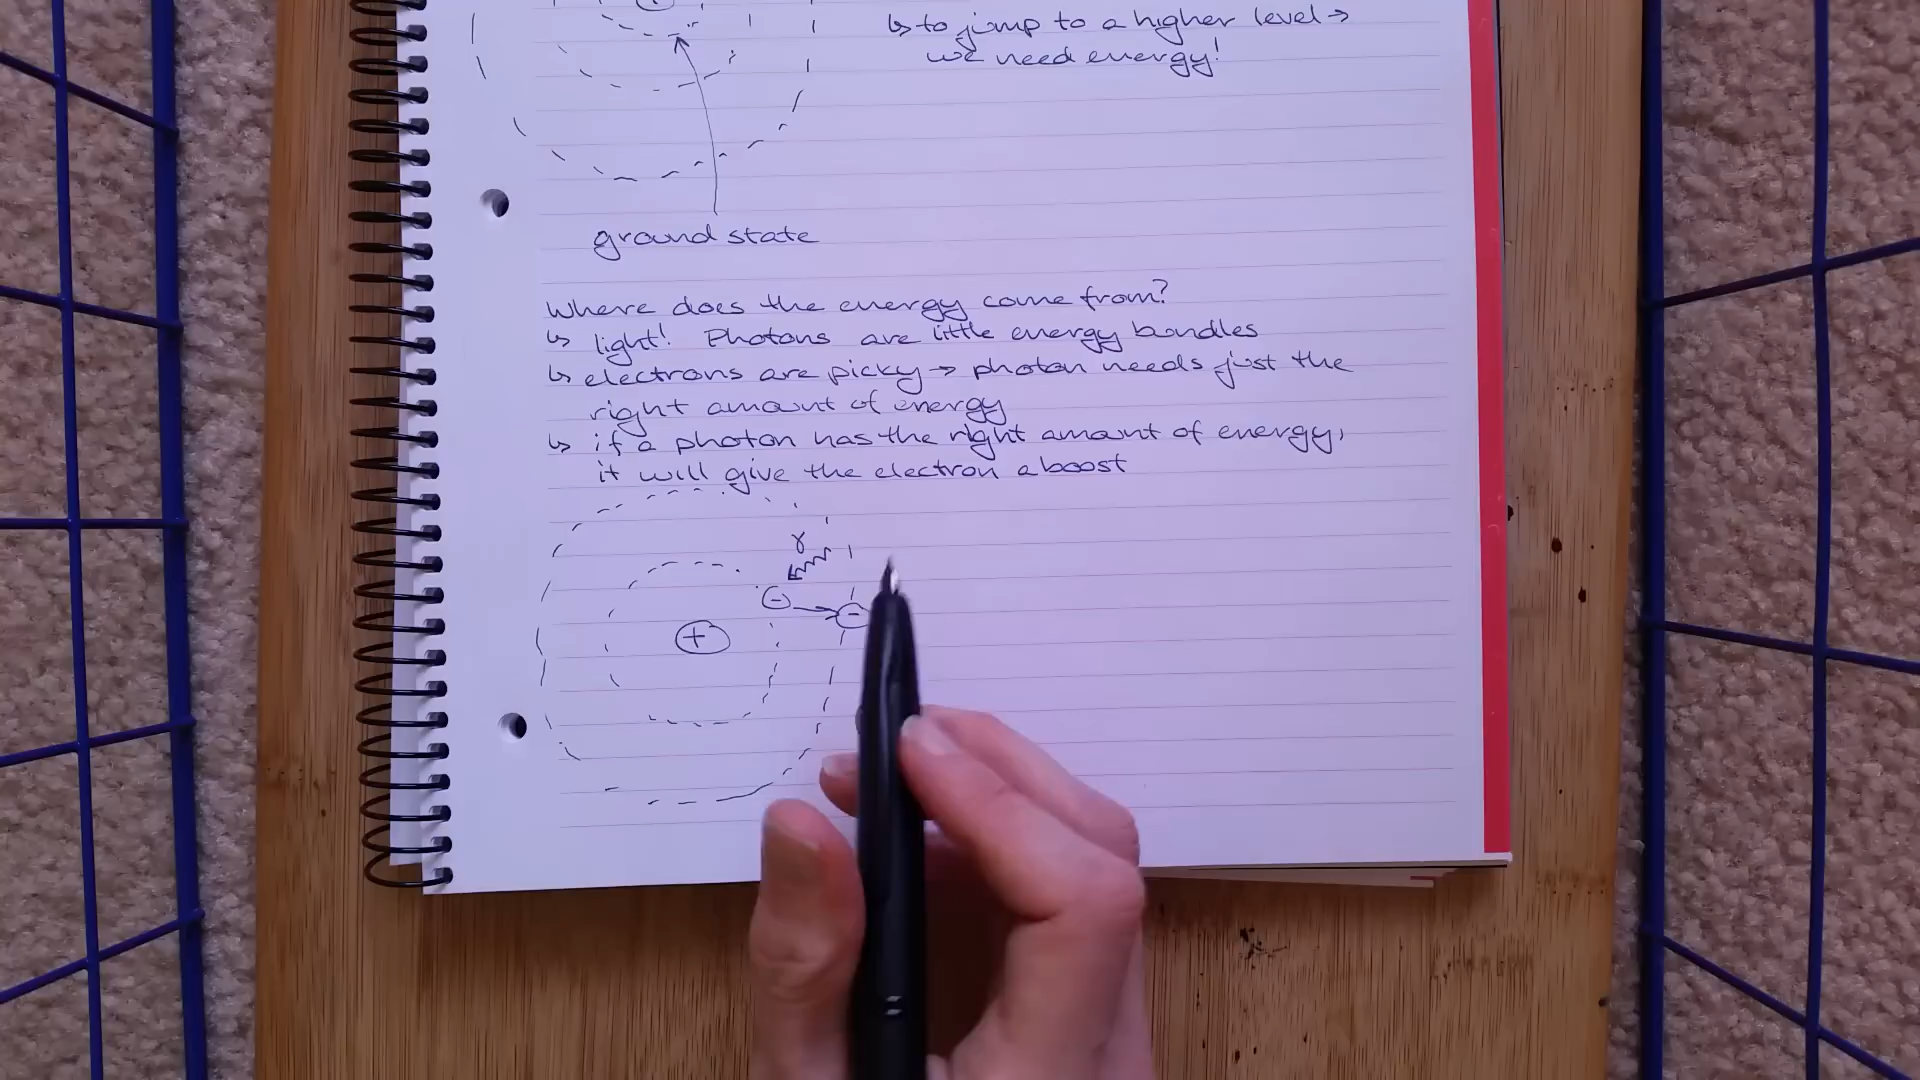 ↳ to jump to a higher level →
we need energy!
ground state
Where does the energy come from?
↳ light! Photons are little energy bundles
↳ electrons are picky → photon needs just the
right amount of energy
↳ if a photon has the right amount of energy,
it will give the electron a boost
γ
-
-
+